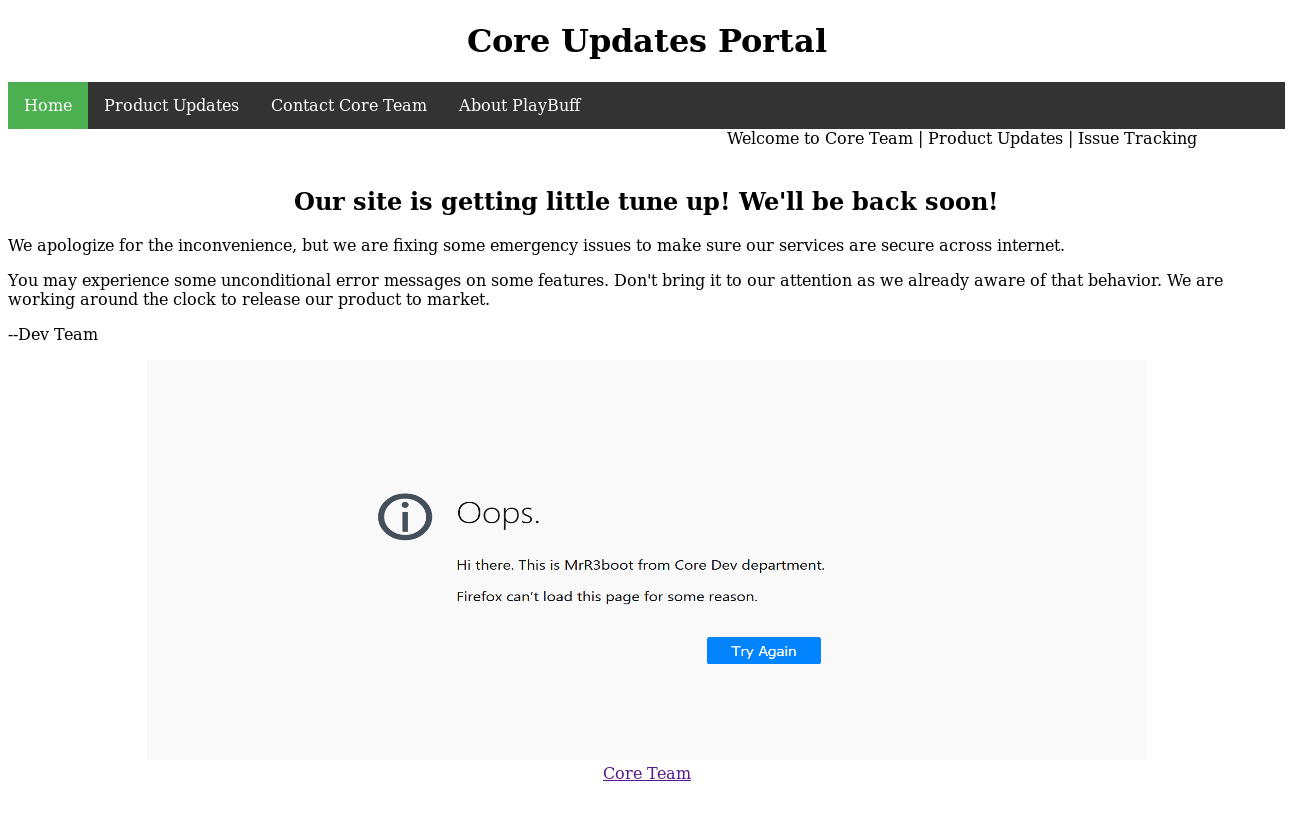 Core Updates Portal
Home Product Updates Contact Core Team About PlayBuff
Welcome to Core Team | Product Updates | Issue Tracking
Our site is getting little tune up! We'll be back soon!
We apologize for the inconvenience, but we are fixing some emergency issues to make sure our services are secure across internet.
You may experience some unconditional error messages on some features. Don't bring it to our attention as we already aware of that behavior. We are
working around the clock to release our product to market.
--Dev Team
Oops.
Hi there. This is MrR3boot from Core Dev department.
Firefox can't load this page for some reason.
Try Again
Core Team